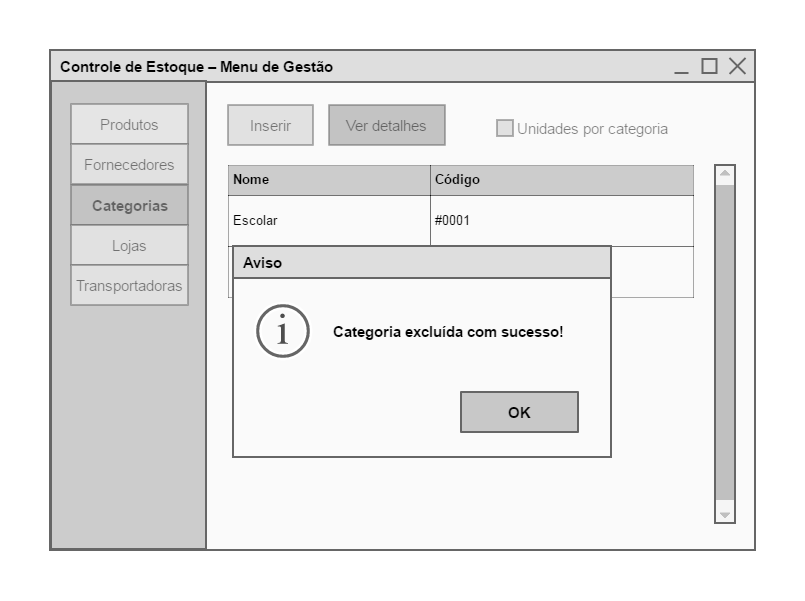 Controle de Estoque – Menu de Gestão
Produtos
Fornecedores
Categorias
Lojas
Transportadoras
Inserir
Ver detalhes
Unidades por categoria
Nome
Código
Escolar
#0001
Aviso
i
Categoria excluída com sucesso!
OK